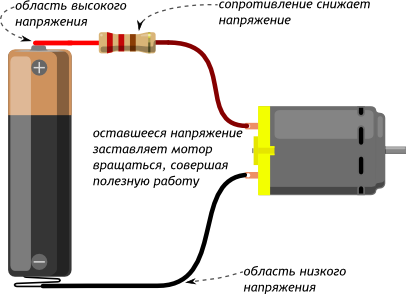 область высокого
напряжения
сопротивление снижает
напряжение
+
оставшееся напряжение
заставляет мотор
вращаться, совершая
полезную работу
−
область низкого
напряжения